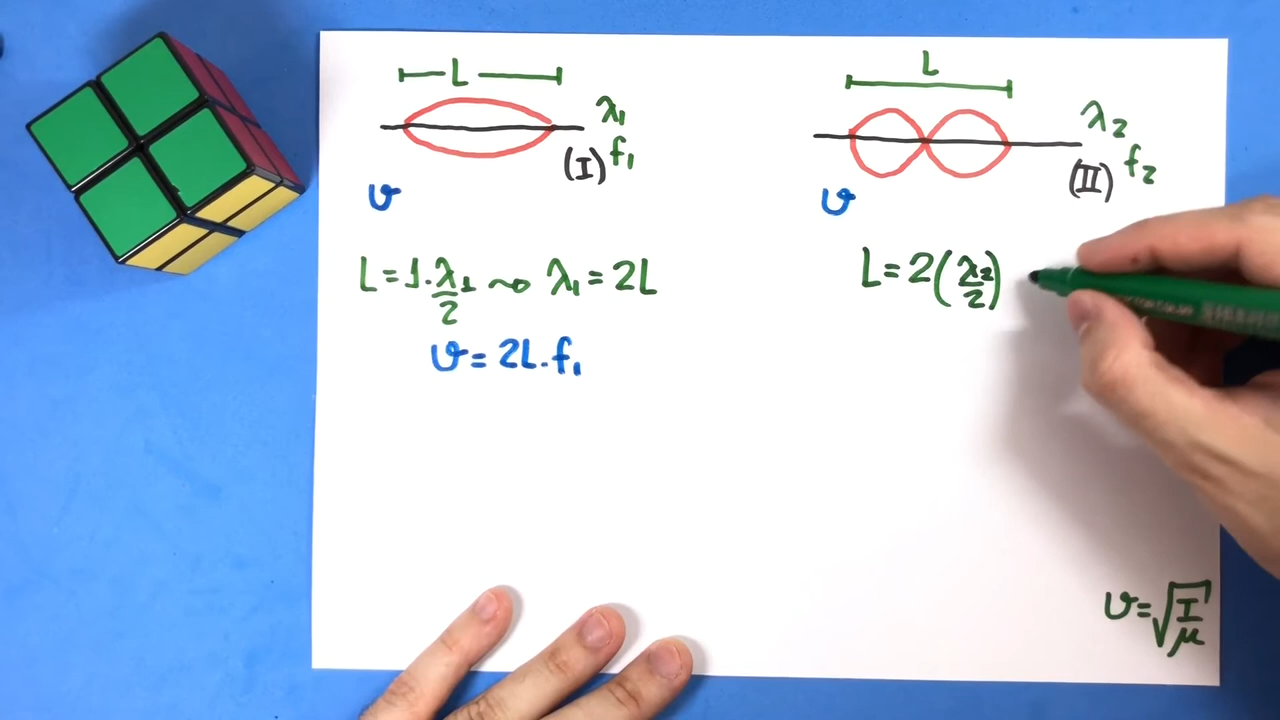 L
λ₁
f₁
(I)
υ
L = 1 · λ₁/2 ⤳ λ₁ = 2L
υ = 2L · f₁
L
λ₂
f₂
(II)
υ
L = 2 (λ₂/2)
υ = √(T/μ)